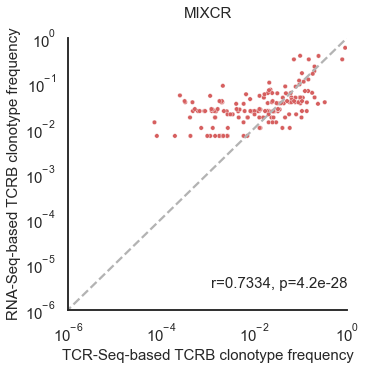 MIXCR
RNA-Seq-based TCRB clonotype frequency
10^0
10^-1
10^-2
10^-3
10^-4
10^-5
10^-6
r=0.7334, p=4.2e-28
10^-6 10^-4 10^-2 10^0
TCR-Seq-based TCRB clonotype frequency